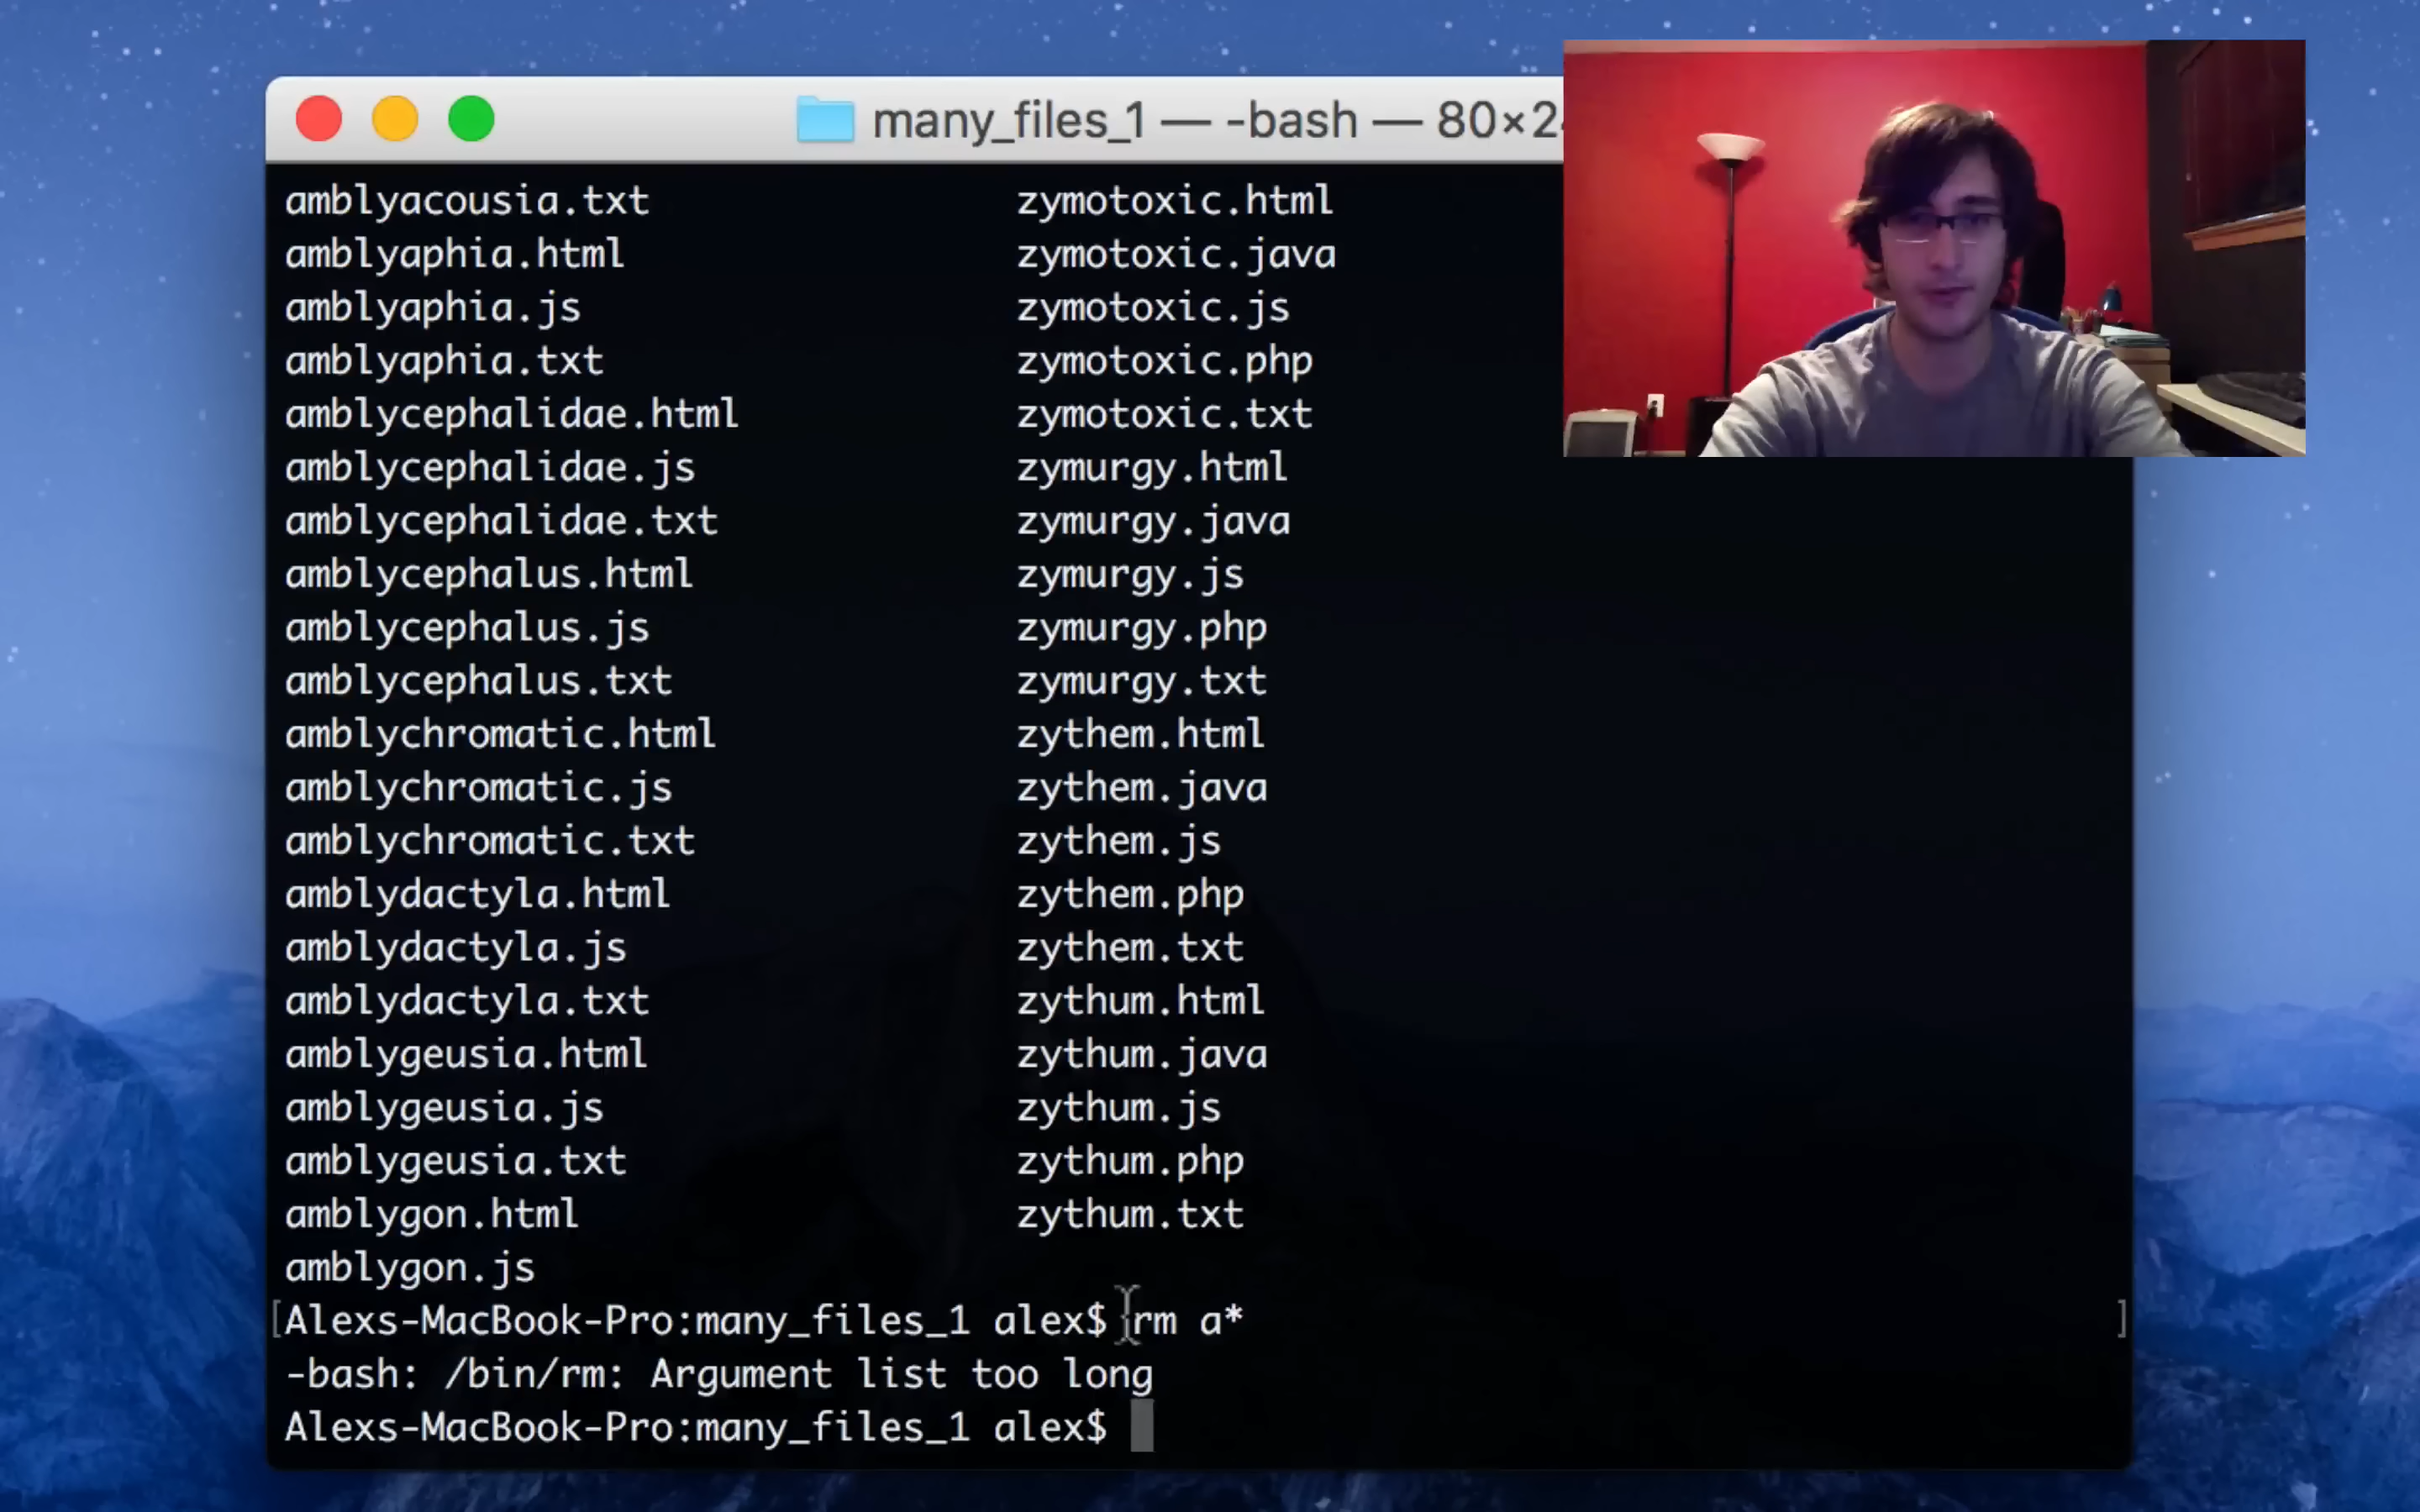 many_files_1 — -bash — 80×24
amblyacousia.txt zymotoxic.html
amblyaphia.html zymotoxic.java
amblyaphia.js zymotoxic.js
amblyaphia.txt zymotoxic.php
amblycephalidae.html zymotoxic.txt
amblycephalidae.js zymurgy.html
amblycephalidae.txt zymurgy.java
amblycephalus.html zymurgy.js
amblycephalus.js zymurgy.php
amblycephalus.txt zymurgy.txt
amblychromatic.html zythem.html
amblychromatic.js zythem.java
amblychromatic.txt zythem.js
amblydactyla.html zythem.php
amblydactyla.js zythem.txt
amblydactyla.txt zythum.html
amblygeusia.html zythum.java
amblygeusia.js zythum.js
amblygeusia.txt zythum.php
amblygon.html zythum.txt
amblygon.js
[Alexs-MacBook-Pro:many_files_1 alex$ rm a* ]
-bash: /bin/rm: Argument list too long
Alexs-MacBook-Pro:many_files_1 alex$